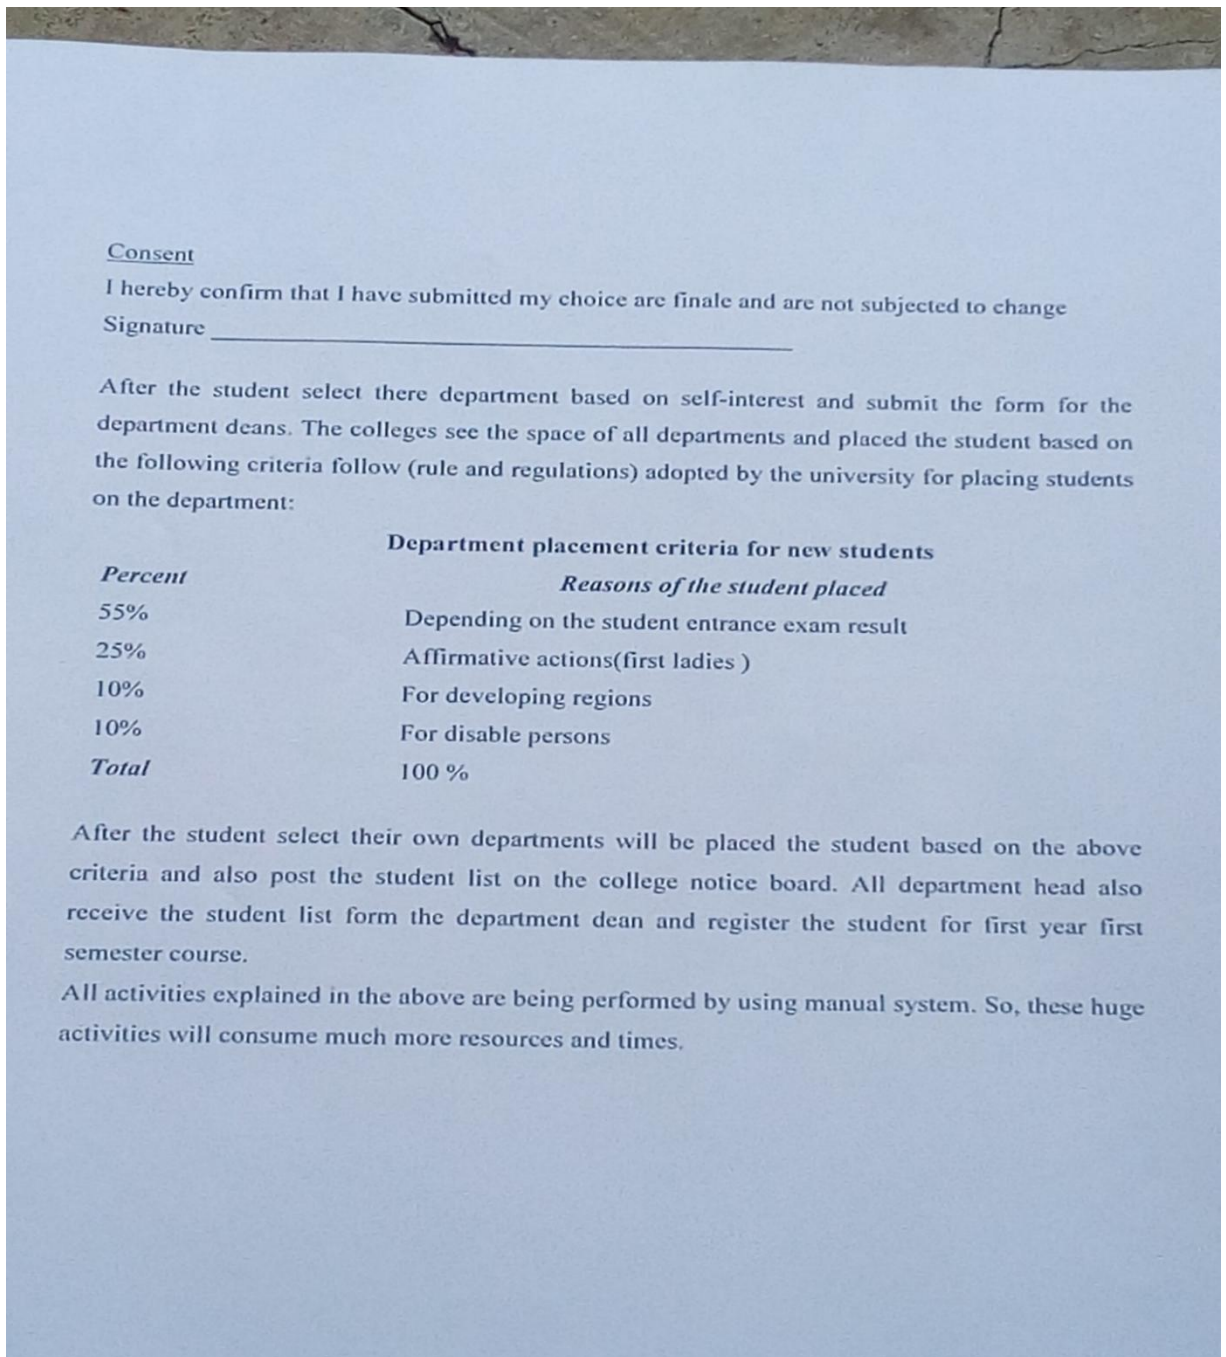 Consent
I hereby confirm that I have submitted my choice are finale and are not subjected to change
Signature
After the student select there department based on self-interest and submit the form for the
department deans. The colleges see the space of all departments and placed the student based on
the following criteria follow (rule and regulations) adopted by the university for placing students
on the department:
Department placement criteria for new students
Percent Reasons of the student placed
55% Depending on the student entrance exam result
25% Affirmative actions(first ladies )
10% For developing regions
10% For disable persons
Total 100 %
After the student select their own departments will be placed the student based on the above
criteria and also post the student list on the college notice board. All department head also
receive the student list form the department dean and register the student for first year first
semester course.
All activities explained in the above are being performed by using manual system. So, these huge
activities will consume much more resources and times.